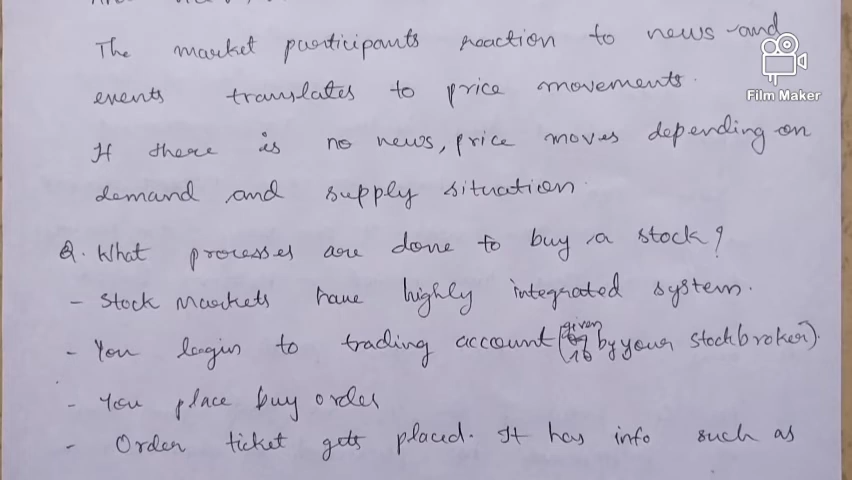 The market participants reaction to news and
Film Maker
events translates to price movements.
If there is no news, price moves depending on
demand and supply situation.
Q. What processes are done to buy a stock?
- Stock markets have highly integrated system.
- You login to trading account (given by your stockbroker).
- You place buy order
- Order ticket gets placed. It has info such as